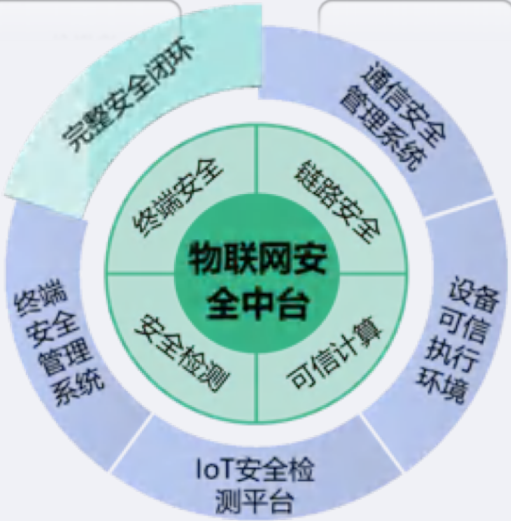 完整安全闭环
通信安全
管理系统
终端安全
链路安全
物联网安
全中台
终端
安全
管理
系统
设备
可信
执行
环境
安全检测
可信计算
IoT安全检
测平台